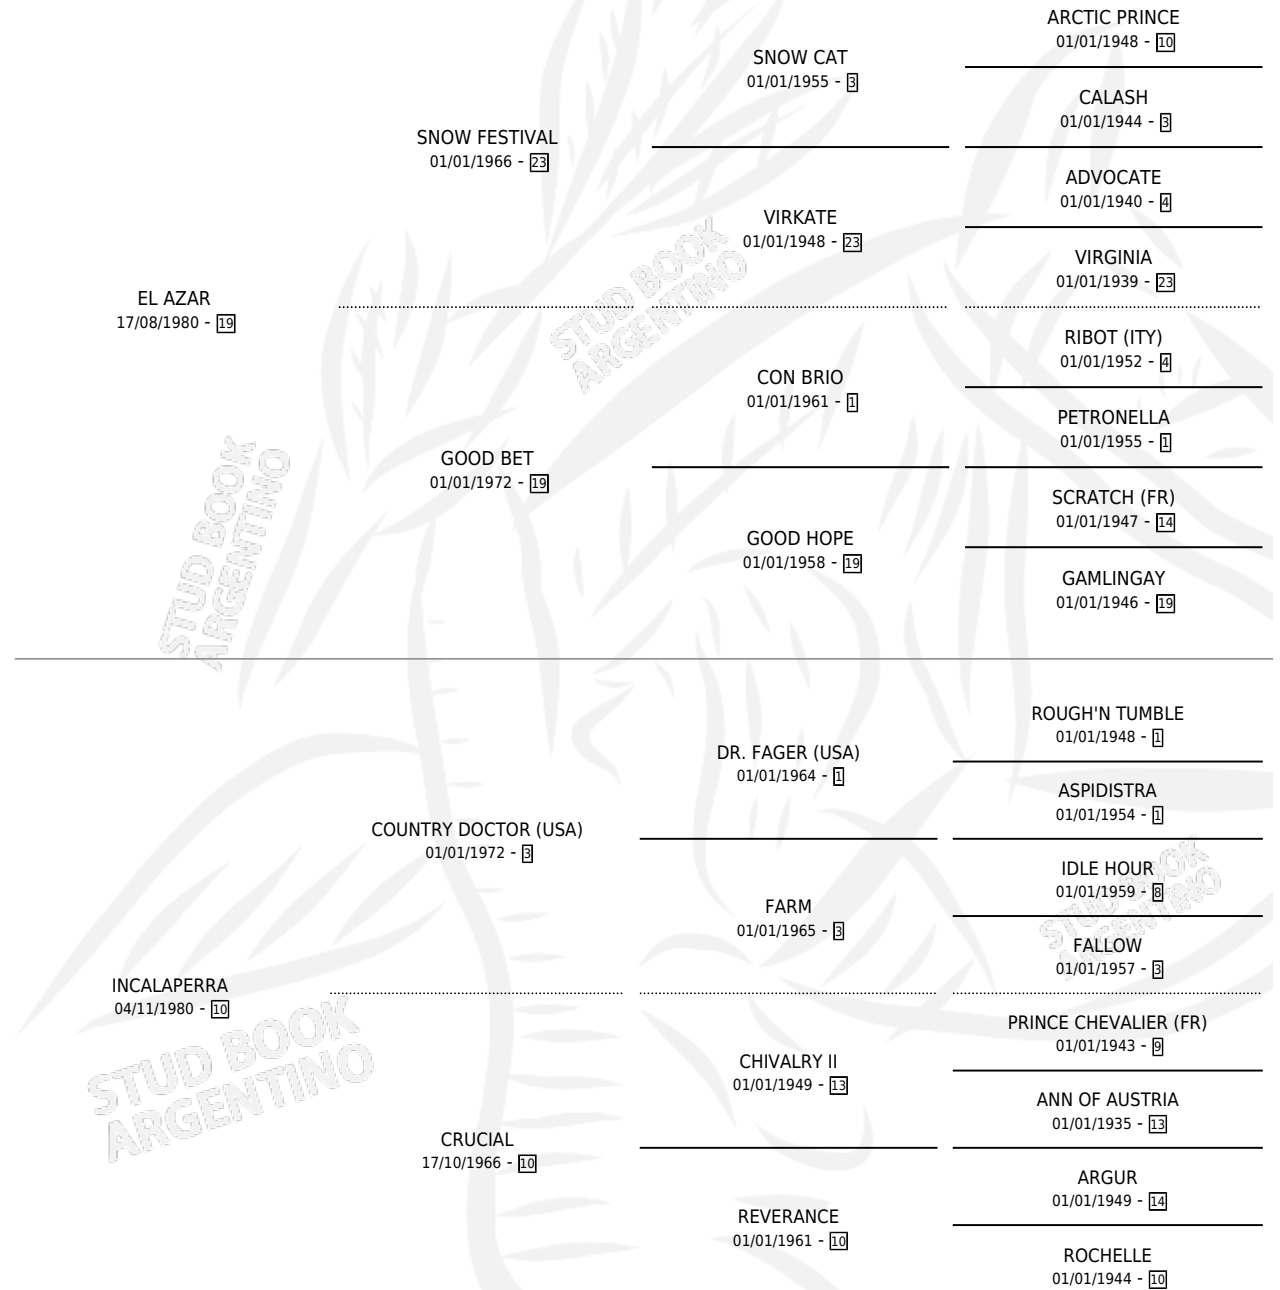 ARCTIC PRINCE
01/01/1948 - 10
SNOW CAT
01/01/1955 - 3
CALASH
01/01/1944 - 3
SNOW FESTIVAL
01/01/1966 - 23
ADVOCATE
01/01/1940 - 4
VIRKATE
01/01/1948 - 23
VIRGINIA
01/01/1939 - 23
EL AZAR
17/08/1980 - 19
RIBOT (ITY)
01/01/1952 - 4
CON BRIO
01/01/1961 - 1
PETRONELLA
01/01/1955 - 1
GOOD BET
01/01/1972 - 19
SCRATCH (FR)
01/01/1947 - 14
GOOD HOPE
01/01/1958 - 19
GAMLINGAY
01/01/1946 - 19
STUD BOOK
ARGENTINO
STUD BOOK
ARGENTINO
ROUGH'N TUMBLE
01/01/1948 - 1
DR. FAGER (USA)
01/01/1964 - 1
ASPIDISTRA
01/01/1954 - 1
COUNTRY DOCTOR (USA)
01/01/1972 - 3
IDLE HOUR
01/01/1959 - 8
FARM
01/01/1965 - 3
FALLOW
01/01/1957 - 3
INCALAPERRA
04/11/1980 - 10
PRINCE CHEVALIER (FR)
01/01/1943 - 9
CHIVALRY II
01/01/1949 - 13
ANN OF AUSTRIA
01/01/1935 - 13
CRUCIAL
17/10/1966 - 10
ARGUR
01/01/1949 - 14
REVERANCE
01/01/1961 - 10
ROCHELLE
01/01/1944 - 10
STUD BOOK
ARGENTINO
STUD BOOK
ARGENTINO